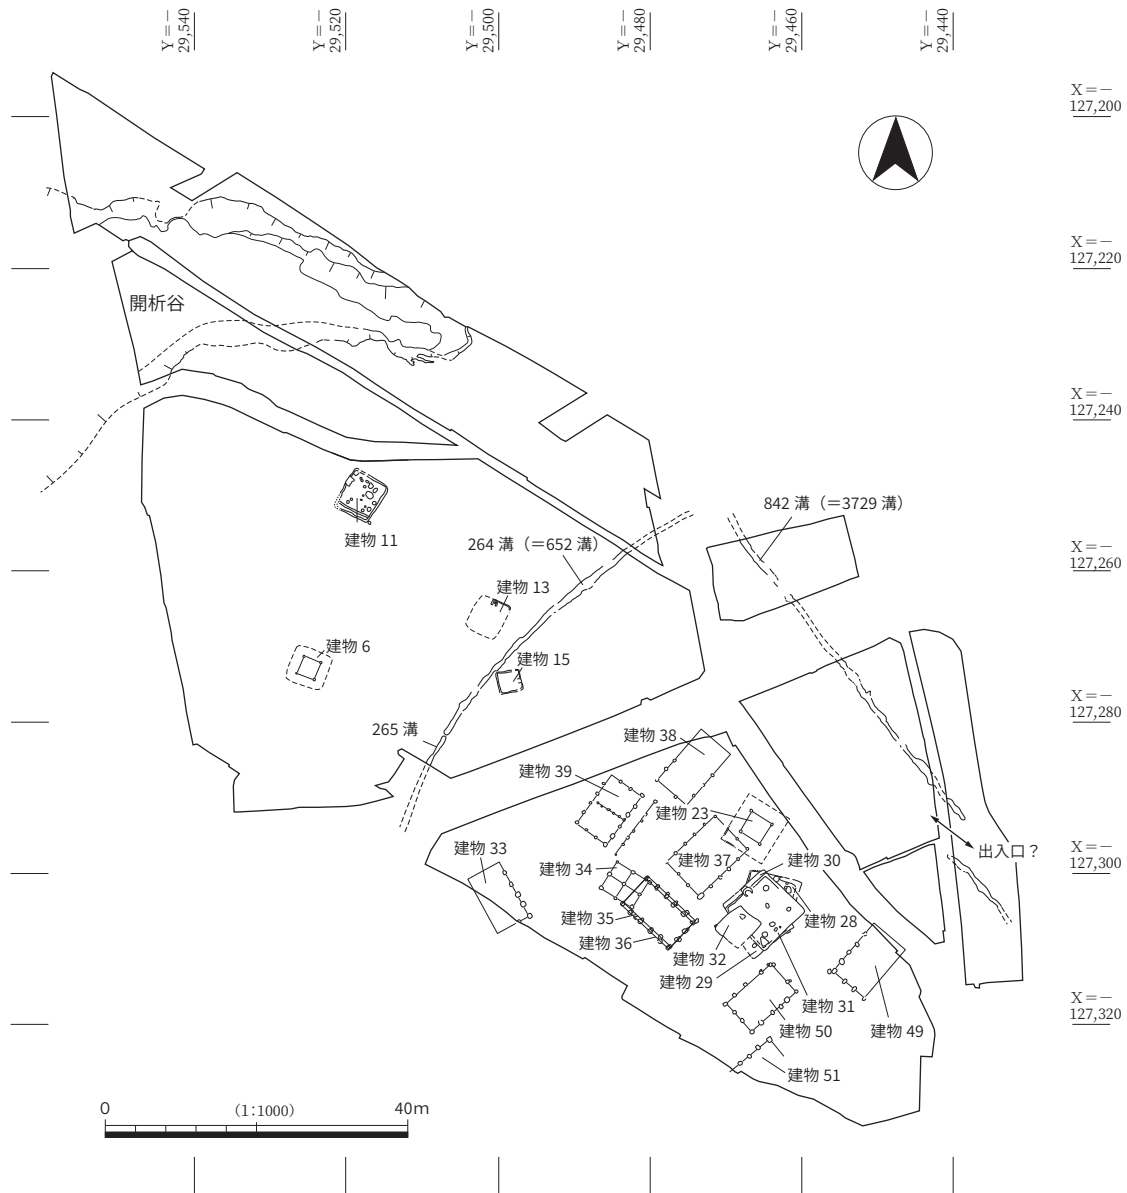 Y=−
29,540
Y=−
29,520
Y=−
29,500
Y=−
29,480
Y=−
29,460
Y=−
29,440
X=−
127,200
X=−
127,220
開析谷
X=−
127,240
842 溝（=3729 溝）
建物 11
264 溝（=652 溝）
X=−
127,260
建物 13
建物 6
建物 15
X=−
127,280
265 溝
建物 38
建物 39
建物 23
出入口？
X=−
127,300
建物 33
建物 34
建物 37
建物 30
建物 35
建物 28
建物 36
建物 32
建物 29
建物 31
X=−
127,320
建物 50
建物 49
建物 51
0
(1:1000)
40m